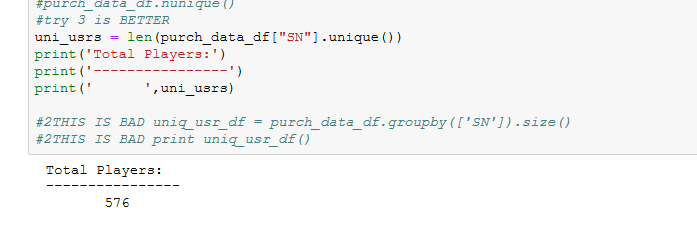 #purch_data_df.nunique()
#try 3 is BETTER
uni_usrs = len(purch_data_df["SN"].unique())
print('Total Players:')
print('----------------')
print('       ',uni_usrs)
#2THIS IS BAD uniq_usr_df = purch_data_df.groupby(['SN']).size()
#2THIS IS BAD print uniq_usr_df()
Total Players:
----------------
576